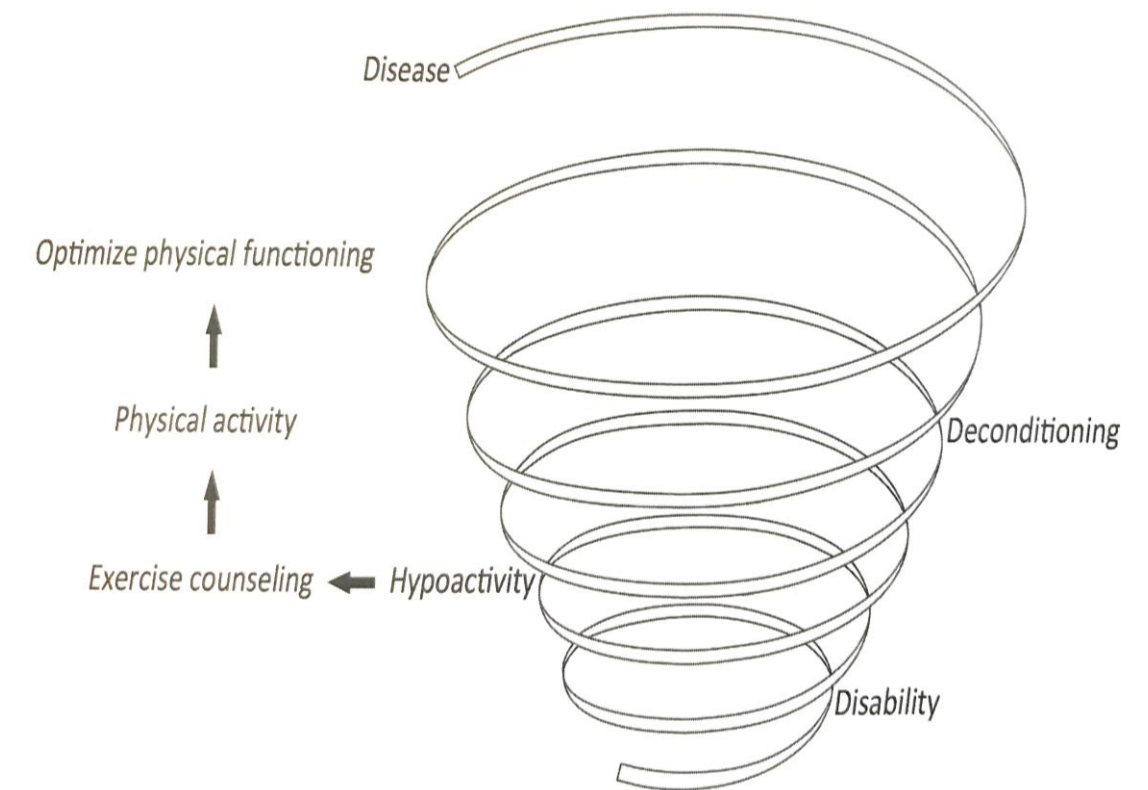 Disease
Optimize physical functioning
Physical activity
Deconditioning
Exercise counseling
Hypoactivity
Disability